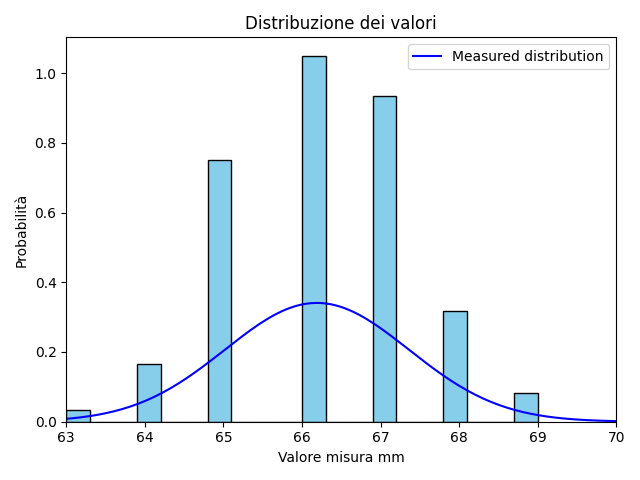 Distribuzione dei valori
Measured distribution
Probabilità
1.0
0.8
0.6
0.4
0.2
0.0
63 64 65 66 67 68 69 70
Valore misura mm